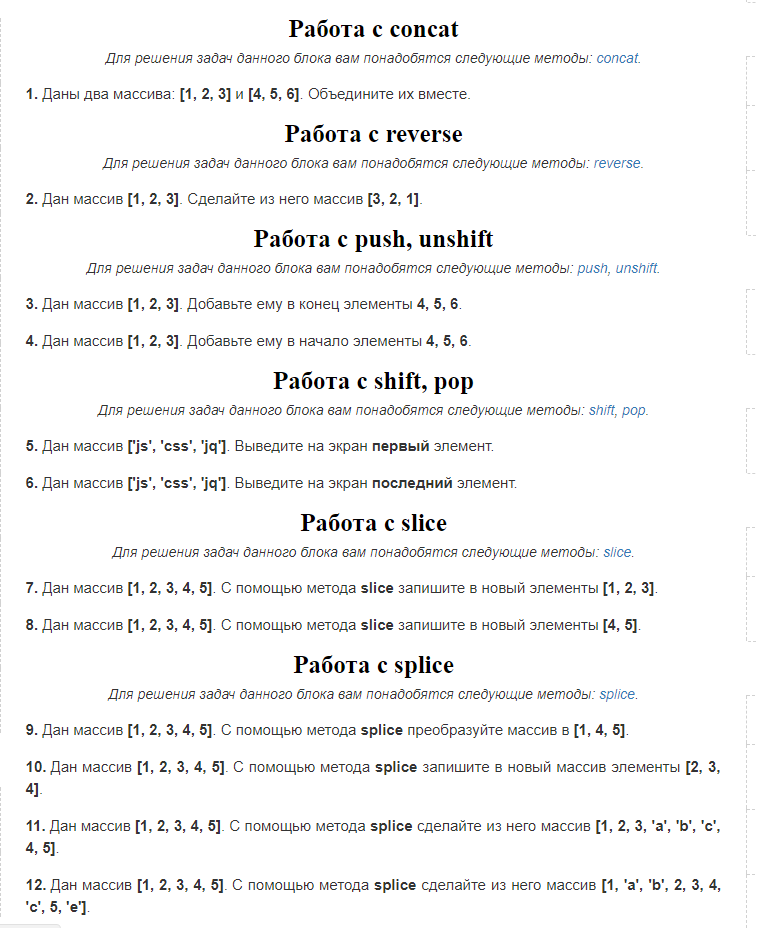 Работа с concat
Для решения задач данного блока вам понадобятся следующие методы: concat.
1. Даны два массива: [1, 2, 3] и [4, 5, 6]. Объедините их вместе.
Работа с reverse
Для решения задач данного блока вам понадобятся следующие методы: reverse.
2. Дан массив [1, 2, 3]. Сделайте из него массив [3, 2, 1].
Работа с push, unshift
Для решения задач данного блока вам понадобятся следующие методы: push, unshift.
3. Дан массив [1, 2, 3]. Добавьте ему в конец элементы 4, 5, 6.
4. Дан массив [1, 2, 3]. Добавьте ему в начало элементы 4, 5, 6.
Работа с shift, pop
Для решения задач данного блока вам понадобятся следующие методы: shift, pop.
5. Дан массив ['js', 'css', 'jq']. Выведите на экран первый элемент.
6. Дан массив ['js', 'css', 'jq']. Выведите на экран последний элемент.
Работа с slice
Для решения задач данного блока вам понадобятся следующие методы: slice.
7. Дан массив [1, 2, 3, 4, 5]. С помощью метода slice запишите в новый элементы [1, 2, 3].
8. Дан массив [1, 2, 3, 4, 5]. С помощью метода slice запишите в новый элементы [4, 5].
Работа с splice
Для решения задач данного блока вам понадобятся следующие методы: splice.
9. Дан массив [1, 2, 3, 4, 5]. С помощью метода splice преобразуйте массив в [1, 4, 5].
10. Дан массив [1, 2, 3, 4, 5]. С помощью метода splice запишите в новый массив элементы [2, 3,
4].
11. Дан массив [1, 2, 3, 4, 5]. С помощью метода splice сделайте из него массив [1, 2, 3, 'a', 'b', 'c',
4, 5].
12. Дан массив [1, 2, 3, 4, 5]. С помощью метода splice сделайте из него массив [1, 'a', 'b', 2, 3, 4,
'c', 5, 'e'].